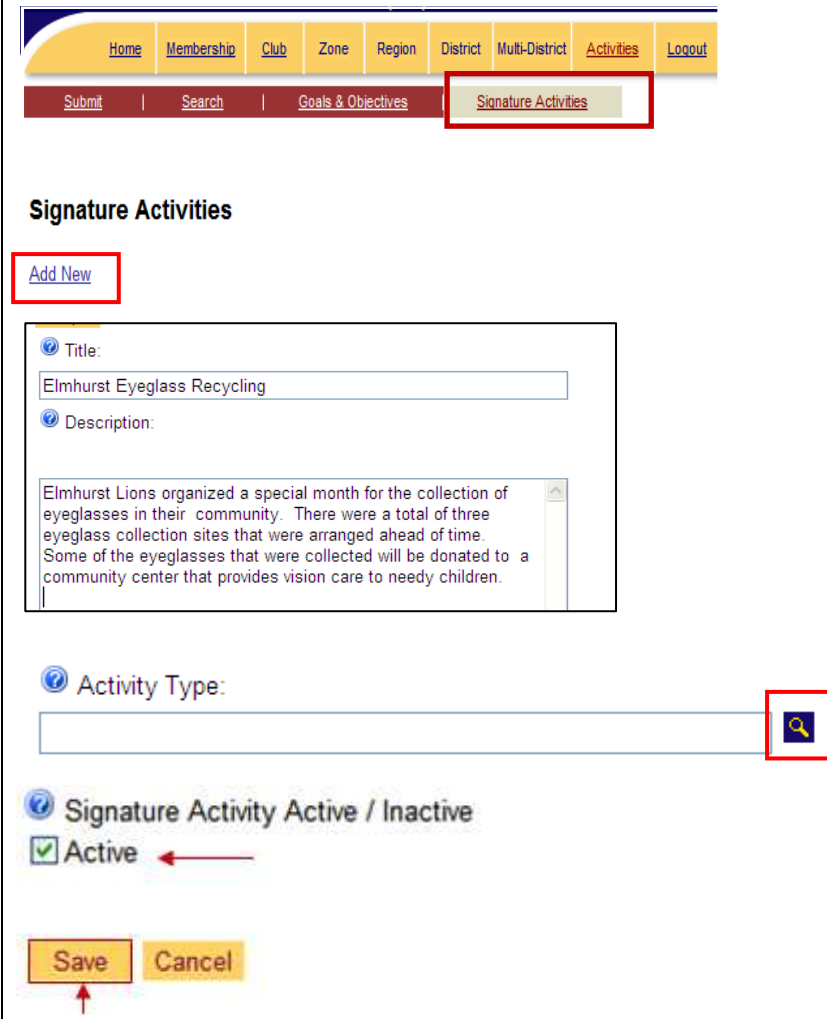 Home Membership Club Zone Region District Multi-District Activities Logout
Submit | Search | Goals & Objectives | Signature Activities
Signature Activities
Add New
Title:
Elmhurst Eyeglass Recycling
Description:
Elmhurst Lions organized a special month for the collection of
eyeglasses in their community. There were a total of three
eyeglass collection sites that were arranged ahead of time.
Some of the eyeglasses that were collected will be donated to a
community center that provides vision care to needy children.
Activity Type:
Signature Activity Active / Inactive
Active
Save Cancel